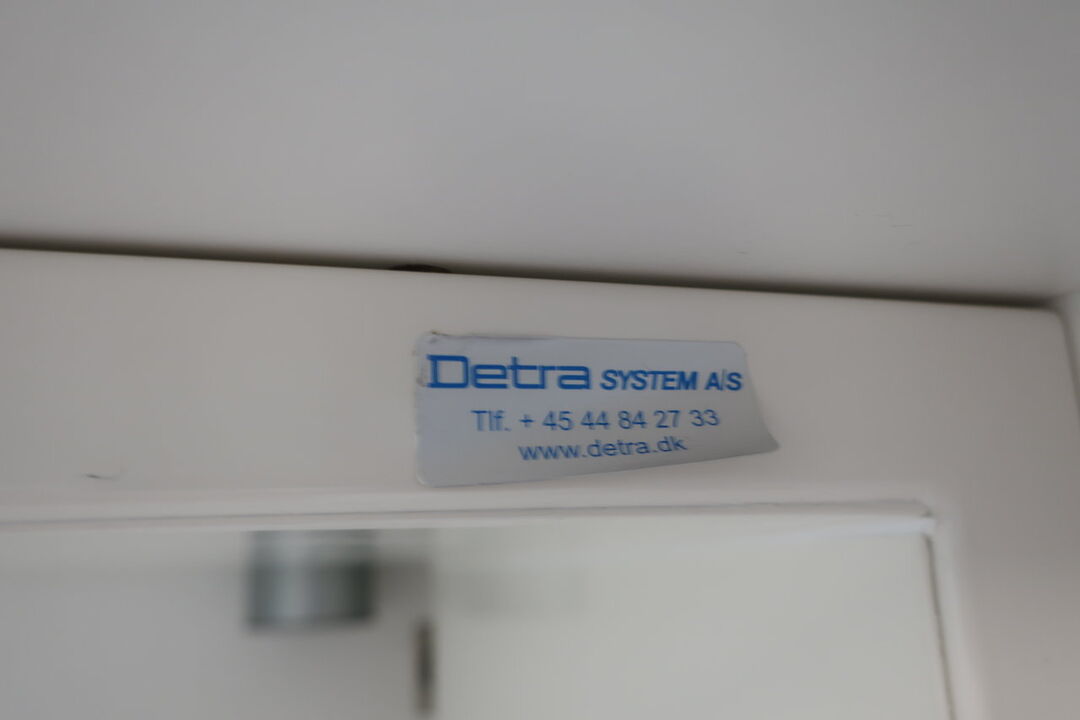 Detra SYSTEM A/S
Tlf. + 45 44 84 27 33
www.detra.dk